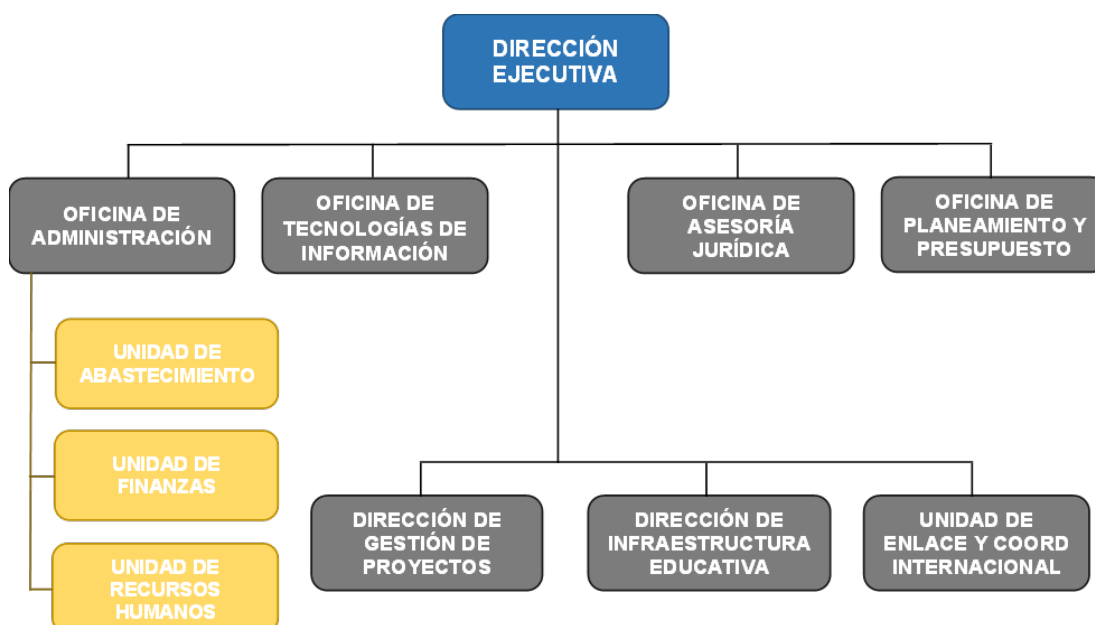 DIRECCIÓN
EJECUTIVA
OFICINA DE
ADMINISTRACIÓN
OFICINA DE
TECNOLOGÍAS DE
INFORMACIÓN
OFICINA DE
ASESORÍA
JURÍDICA
OFICINA DE
PLANEAMIENTO Y
PRESUPUESTO
UNIDAD DE
ABASTECIMIENTO
UNIDAD DE
FINANZAS
UNIDAD DE
RECURSOS
HUMANOS
DIRECCIÓN DE
GESTIÓN DE
PROYECTOS
DIRECCIÓN DE
INFRAESTRUCTURA
EDUCATIVA
UNIDAD DE
ENLACE Y COORD
INTERNACIONAL